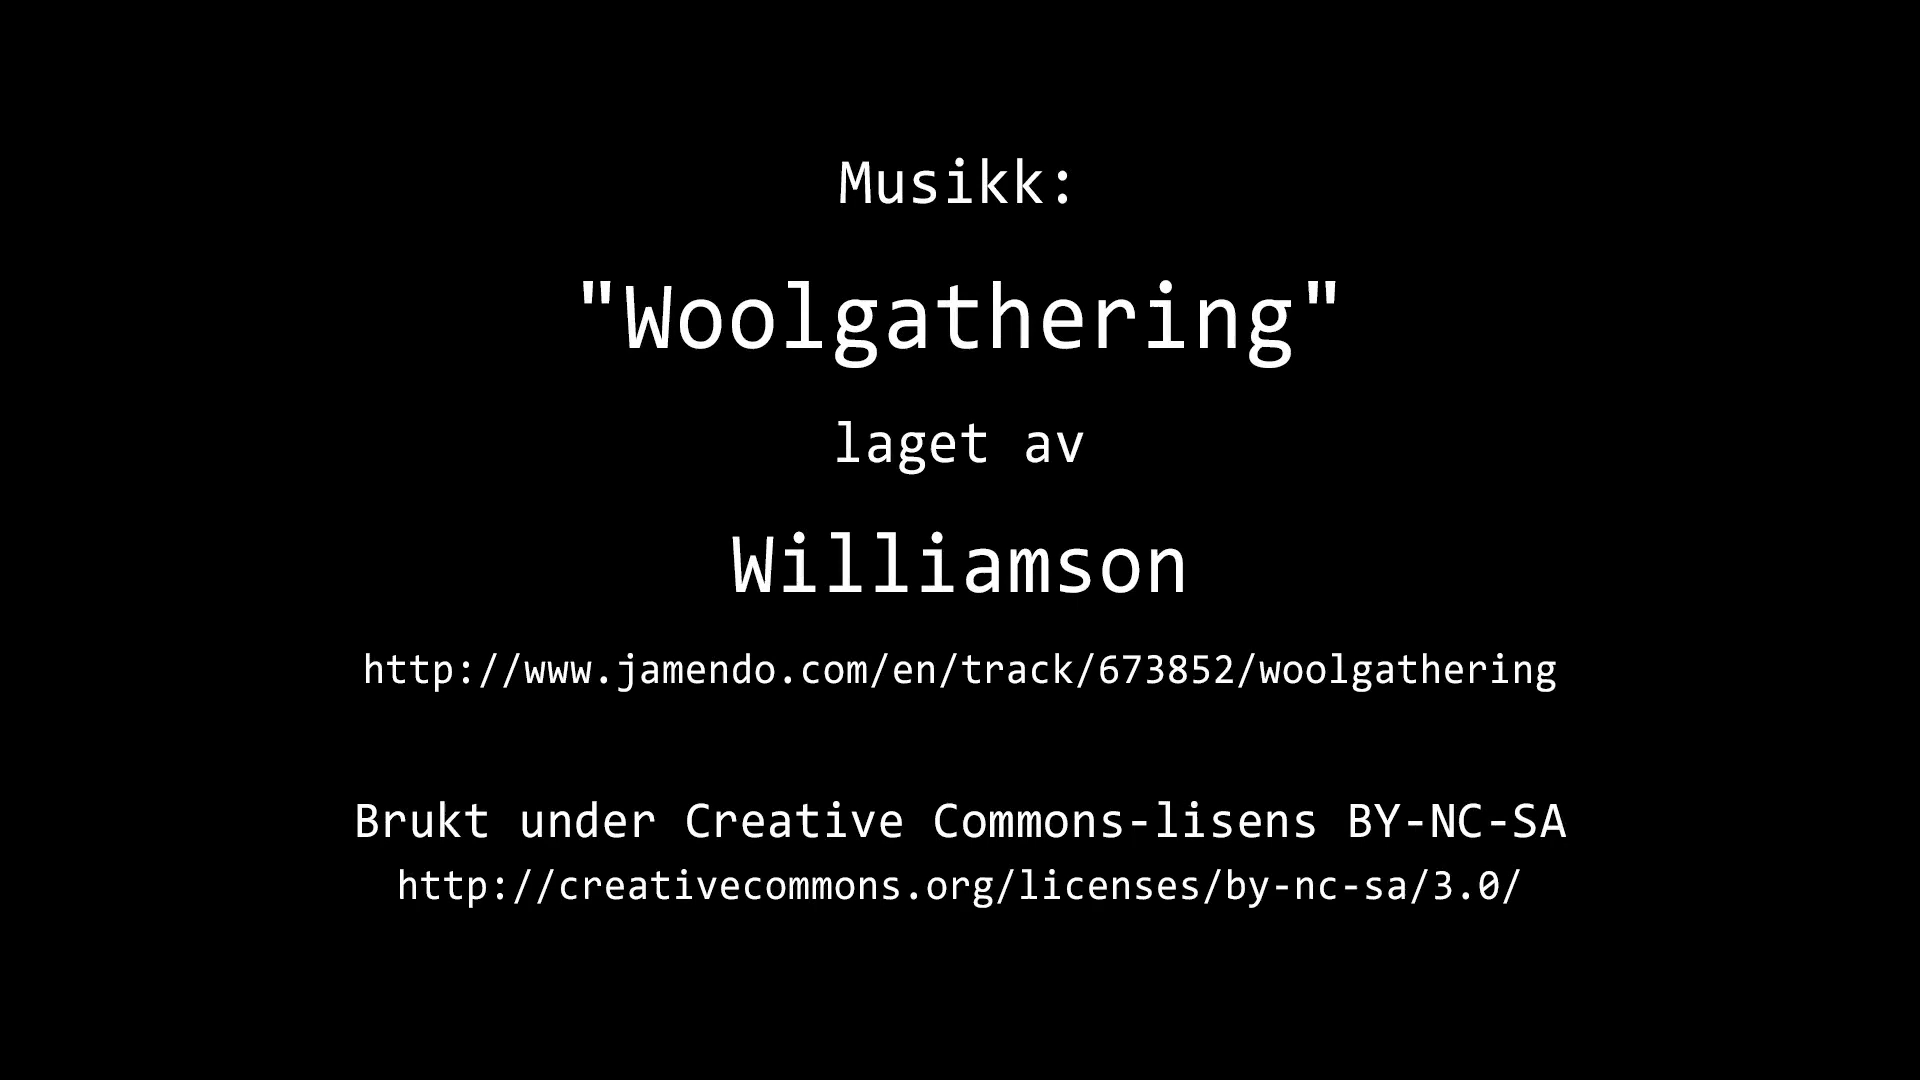 Musikk:
"Woolgathering"
laget av
Williamson
http://www.jamendo.com/en/track/673852/woolgathering
Brukt under Creative Commons-lisens BY-NC-SA
http://creativecommons.org/licenses/by-nc-sa/3.0/